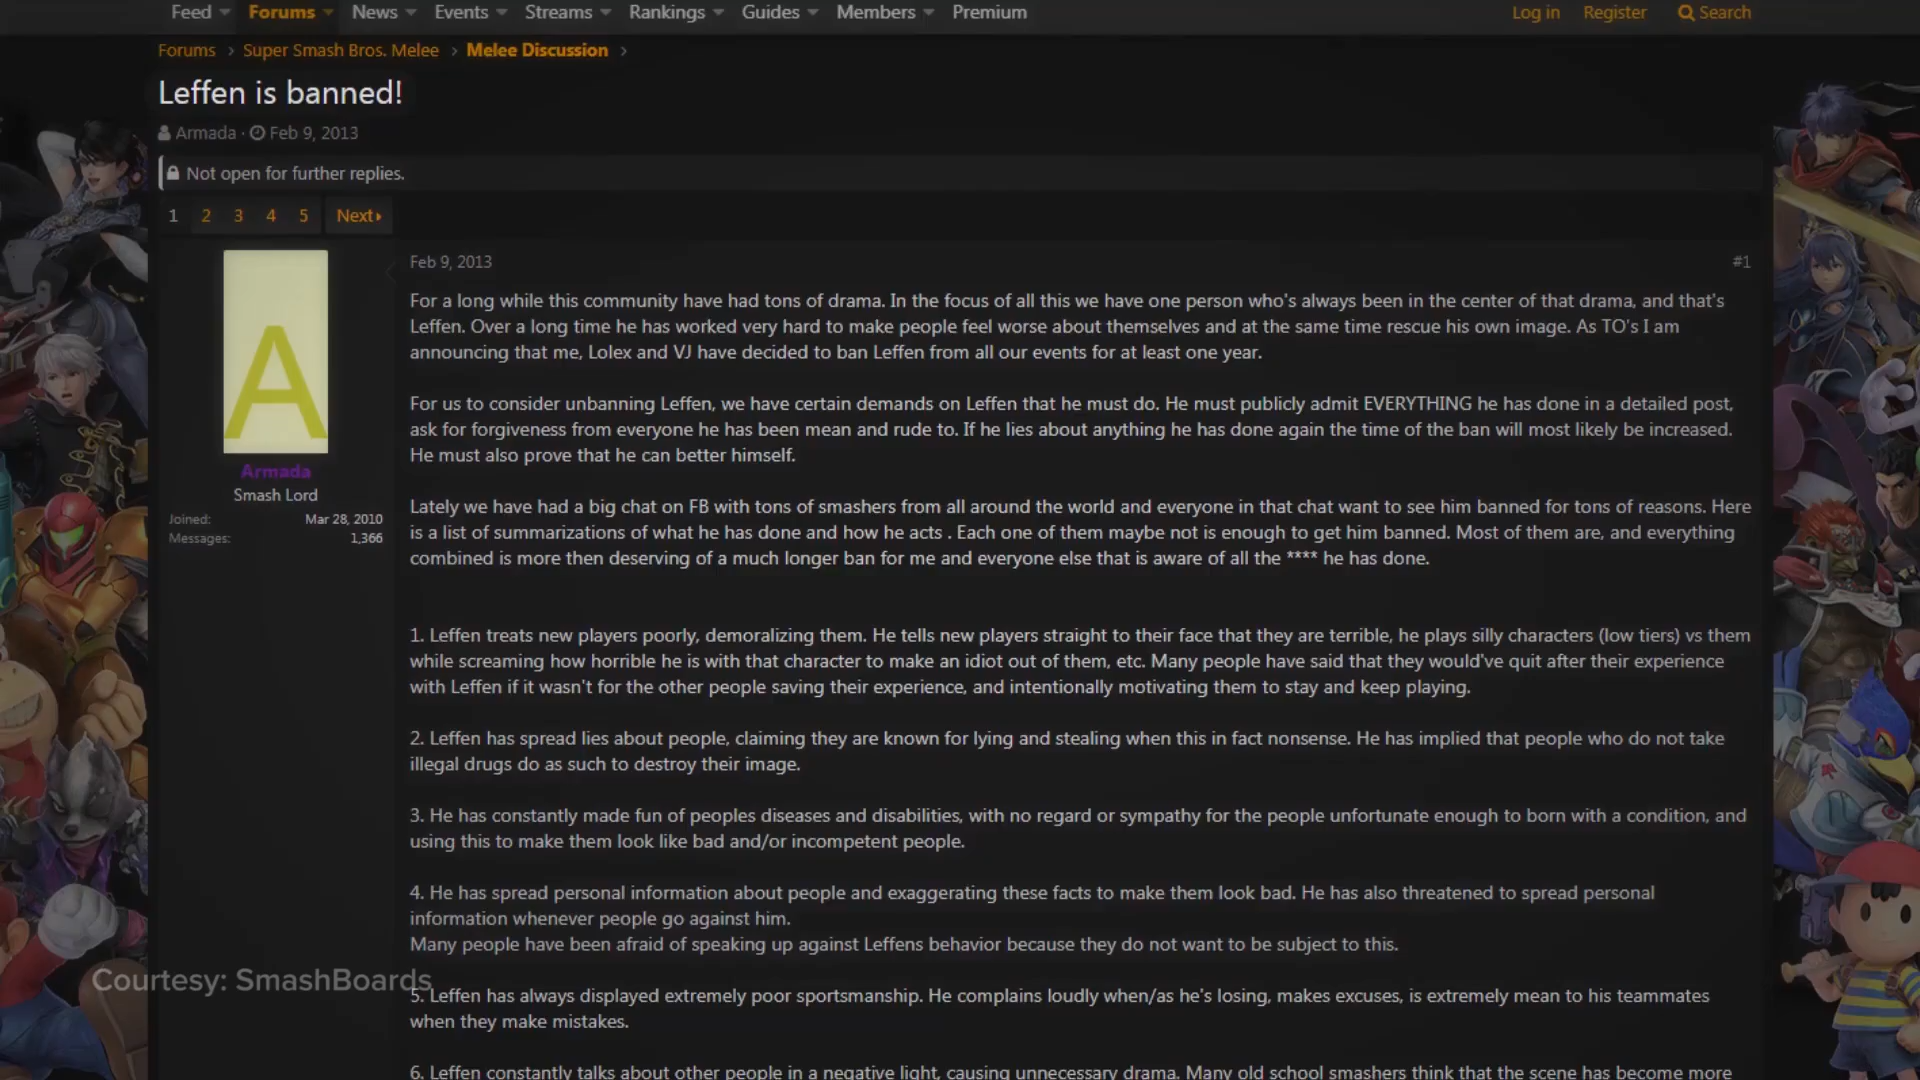 Feed Forums News Events Streams Rankings Guides Members Premium Log in Register Search
Forums Super Smash Bros. Melee Melee Discussion
Leffen is banned!
Armada · Feb 9, 2013
Not open for further replies.
1 2 3 4 5 Next
A
Armada
Smash Lord
Joined: Mar 28, 2010
Messages: 1,366
Feb 9, 2013 #1
For a long while this community have had tons of drama. In the focus of all this we have one person who's always been in the center of that drama, and that's
Leffen. Over a long time he has worked very hard to make people feel worse about themselves and at the same time rescue his own image. As TO's I am
announcing that me, Lolex and VJ have decided to ban Leffen from all our events for at least one year.
For us to consider unbanning Leffen, we have certain demands on Leffen that he must do. He must publicly admit EVERYTHING he has done in a detailed post,
ask for forgiveness from everyone he has been mean and rude to. If he lies about anything he has done again the time of the ban will most likely be increased.
He must also prove that he can better himself.
Lately we have had a big chat on FB with tons of smashers from all around the world and everyone in that chat want to see him banned for tons of reasons. Here
is a list of summarizations of what he has done and how he acts . Each one of them maybe not is enough to get him banned. Most of them are, and everything
combined is more then deserving of a much longer ban for me and everyone else that is aware of all the **** he has done.
1. Leffen treats new players poorly, demoralizing them. He tells new players straight to their face that they are terrible, he plays silly characters (low tiers) vs them
while screaming how horrible he is with that character to make an idiot out of them, etc. Many people have said that they would've quit after their experience
with Leffen if it wasn't for the other people saving their experience, and intentionally motivating them to stay and keep playing.
2. Leffen has spread lies about people, claiming they are known for lying and stealing when this in fact nonsense. He has implied that people who do not take
illegal drugs do as such to destroy their image.
3. He has constantly made fun of peoples diseases and disabilities, with no regard or sympathy for the people unfortunate enough to born with a condition, and
using this to make them look like bad and/or incompetent people.
4. He has spread personal information about people and exaggerating these facts to make them look bad. He has also threatened to spread personal
information whenever people go against him.
Many people have been afraid of speaking up against Leffens behavior because they do not want to be subject to this.
Courtesy: SmashBoards
5. Leffen has always displayed extremely poor sportsmanship. He complains loudly when/as he's losing, makes excuses, is extremely mean to his teammates
when they make mistakes.
6. Leffen constantly talks about other people in a negative light, causing unnecessary drama. Many old school smashers think that the scene has become more